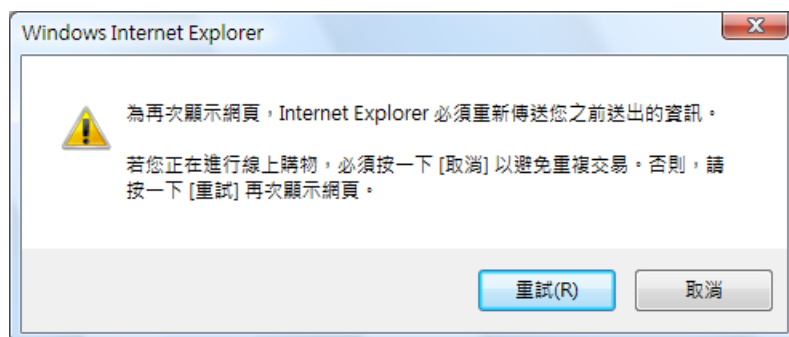 Windows Internet Explorer
為再次顯示網頁，Internet Explorer 必須重新傳送您之前送出的資訊。
若您正在進行線上購物，必須按一下 [取消] 以避免重複交易。否則，請
按一下 [重試] 再次顯示網頁。
重試(R)
取消